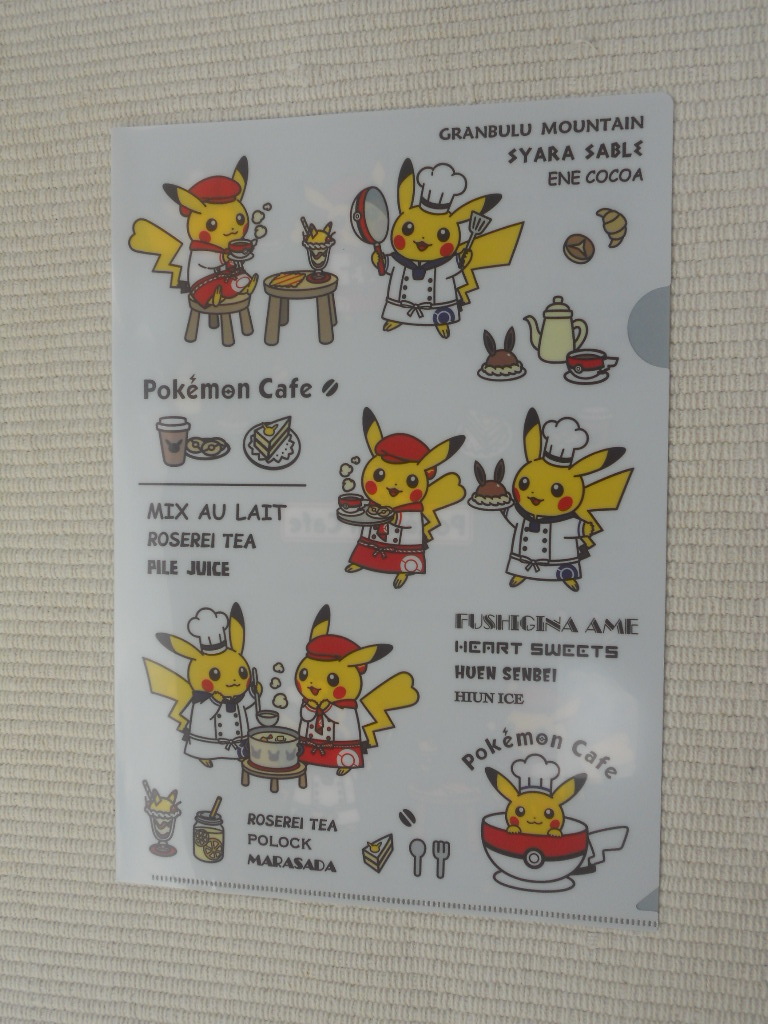 GRANBULU MOUNTAIN
SYARA SABLE
ENE COCOA
Pokémon Cafe
MIX AU LAIT
ROSEREI TEA
PILE JUICE
FUSHIGINA AME
HEART SWEETS
HUEN SENBEI
HIUN ICE
Pokémon Cafe
ROSEREI TEA
POLOCK
MARASADA